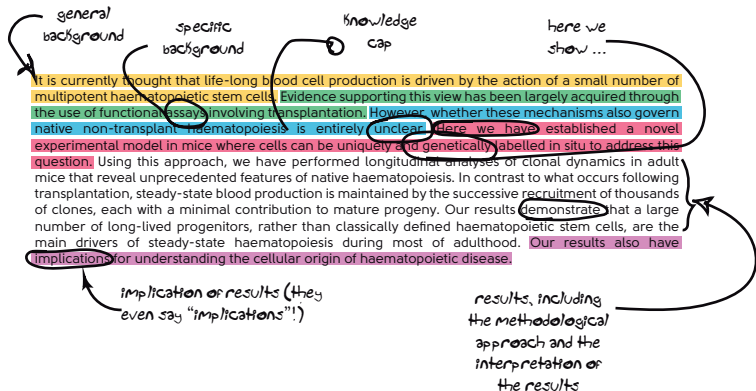 general
background
specific
background
Knowledge
Gap
here we
show ...
It is currently thought that life-long blood cell production is driven by the action of a small number of
multipotent haematopoietic stem cells. Evidence supporting this view has been largely acquired through
the use of functional assays involving transplantation. However, whether these mechanisms also govern
native non-transplant haematopoiesis is entirely unclear. Here we have established a novel
experimental model in mice where cells can be uniquely and genetically labelled in situ to address this
question. Using this approach, we have performed longitudinal analyses of clonal dynamics in adult
mice that reveal unprecedented features of native haematopoiesis. In contrast to what occurs following
transplantation, steady-state blood production is maintained by the successive recruitment of thousands
of clones, each with a minimal contribution to mature progeny. Our results demonstrate that a large
number of long-lived progenitors, rather than classically defined haematopoietic stem cells, are the
main drivers of steady-state haematopoiesis during most of adulthood. Our results also have
implications for understanding the cellular origin of haematopoietic disease.
implication of results (they
even say "implications"!)
results, including
the methodological
approach and the
interpretation of
the results